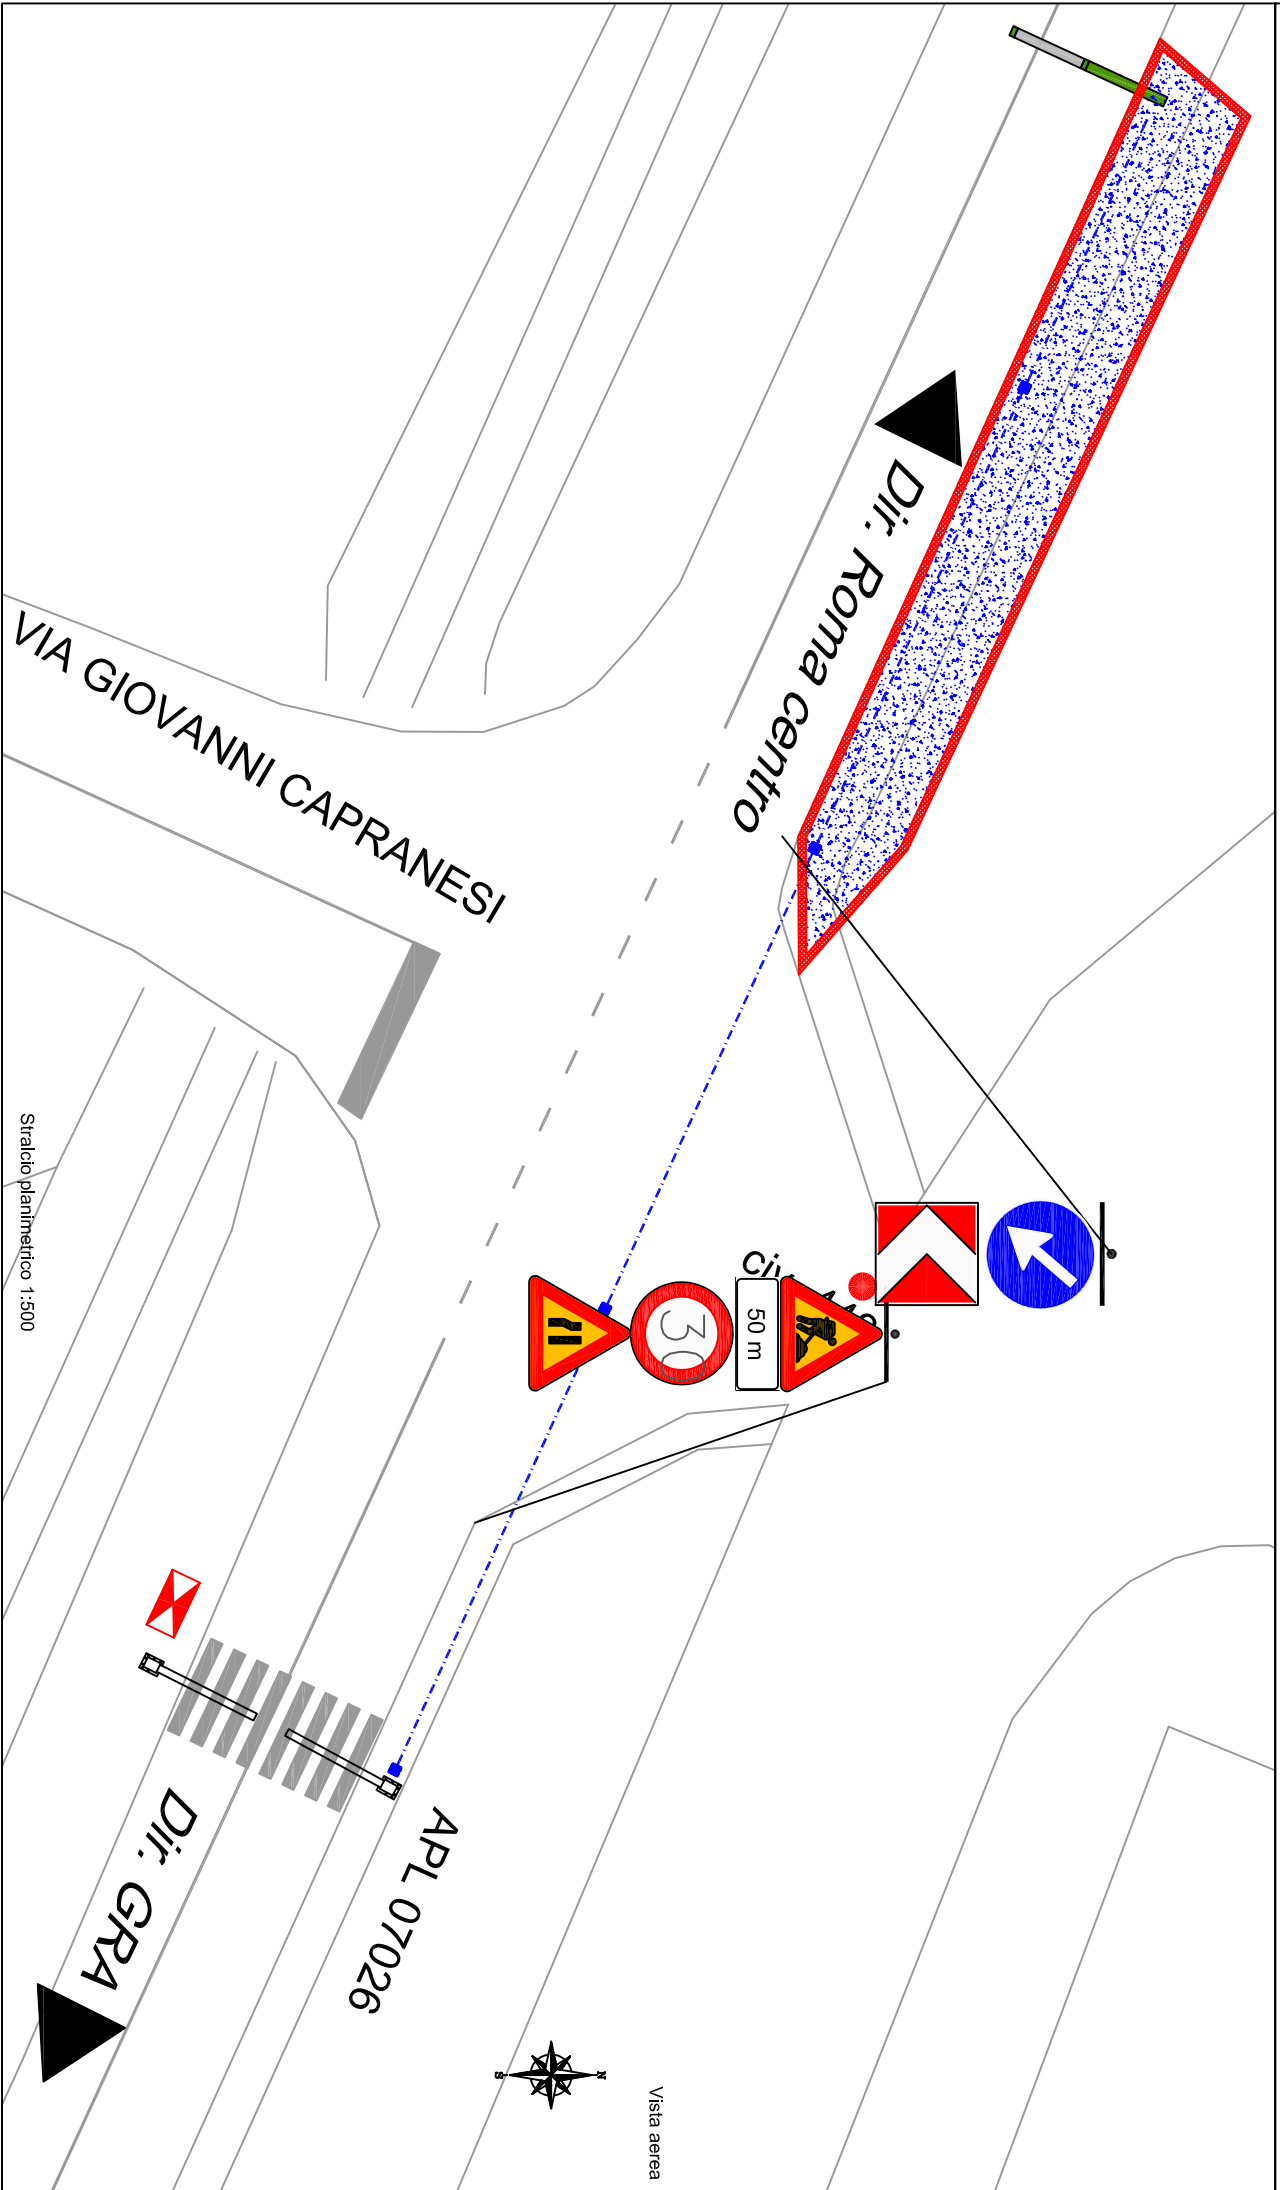 Vista aerea
N
S
Dir. Roma centro
50 m
30
APL 07026
VIA GIOVANNI CAPRANESI
Dir. GRA
Stralcio planimetrico 1:500